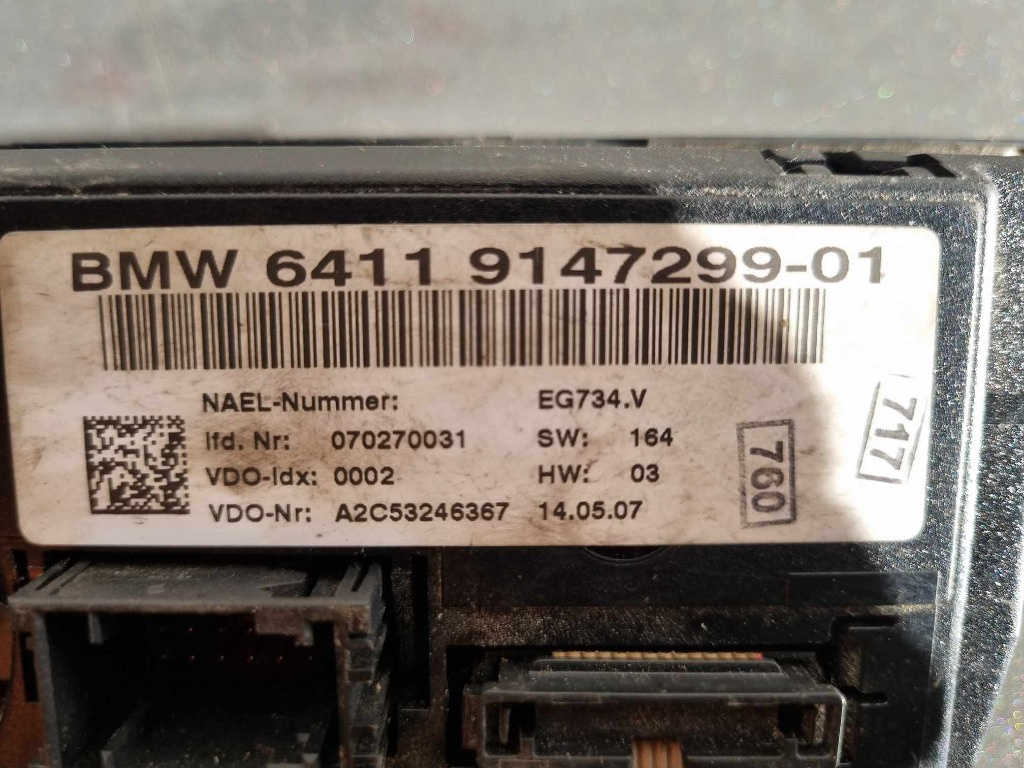 BMW 6411 9147299-01
NAEL-Nummer: EG734.V
lfd. Nr: 070270031 SW: 164
VDO-Idx: 0002 HW: 03
VDO-Nr: A2C53246367 14.05.07
760
717